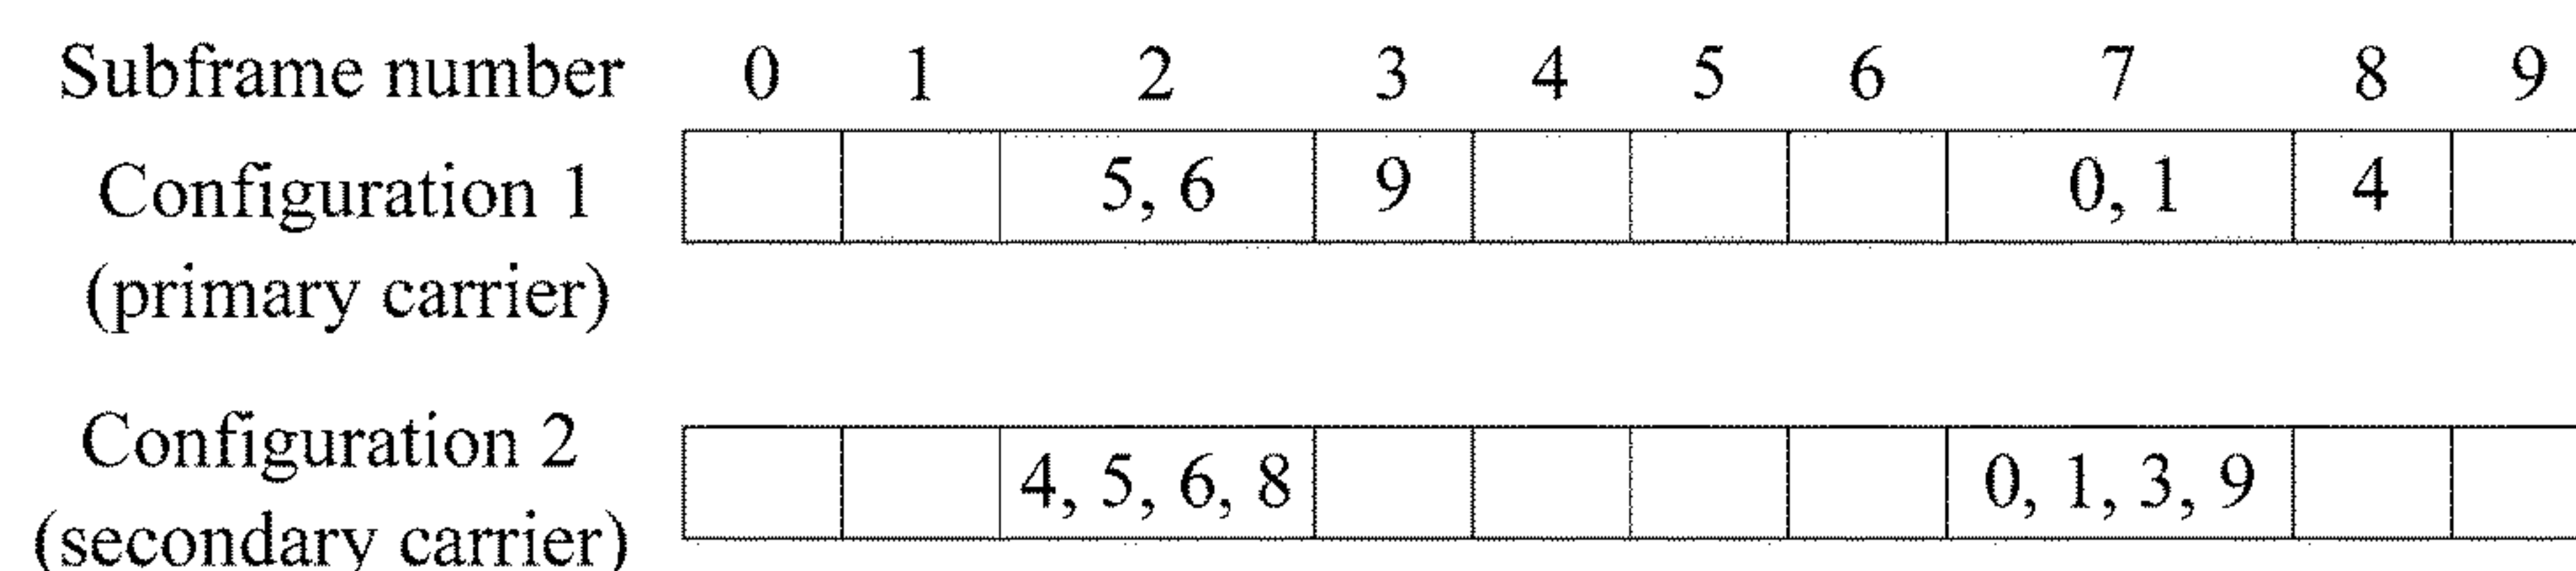 Subframe number 0 1 2 3 4 5 6 7 8 9
Configuration 1 5, 6 9 0, 1 4
(primary carrier)
Configuration 2 4, 5, 6, 8 0, 1, 3, 9
(secondary carrier)